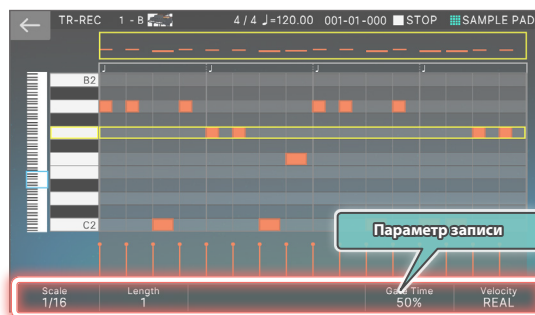 TR-REC 1 - B 4 / 4 ♩=120.00 001-01-000 STOP SAMPLE PAD
B2
C2
Параметр записи
Scale Length Gate Time Velocity
1/16 1 50% REAL